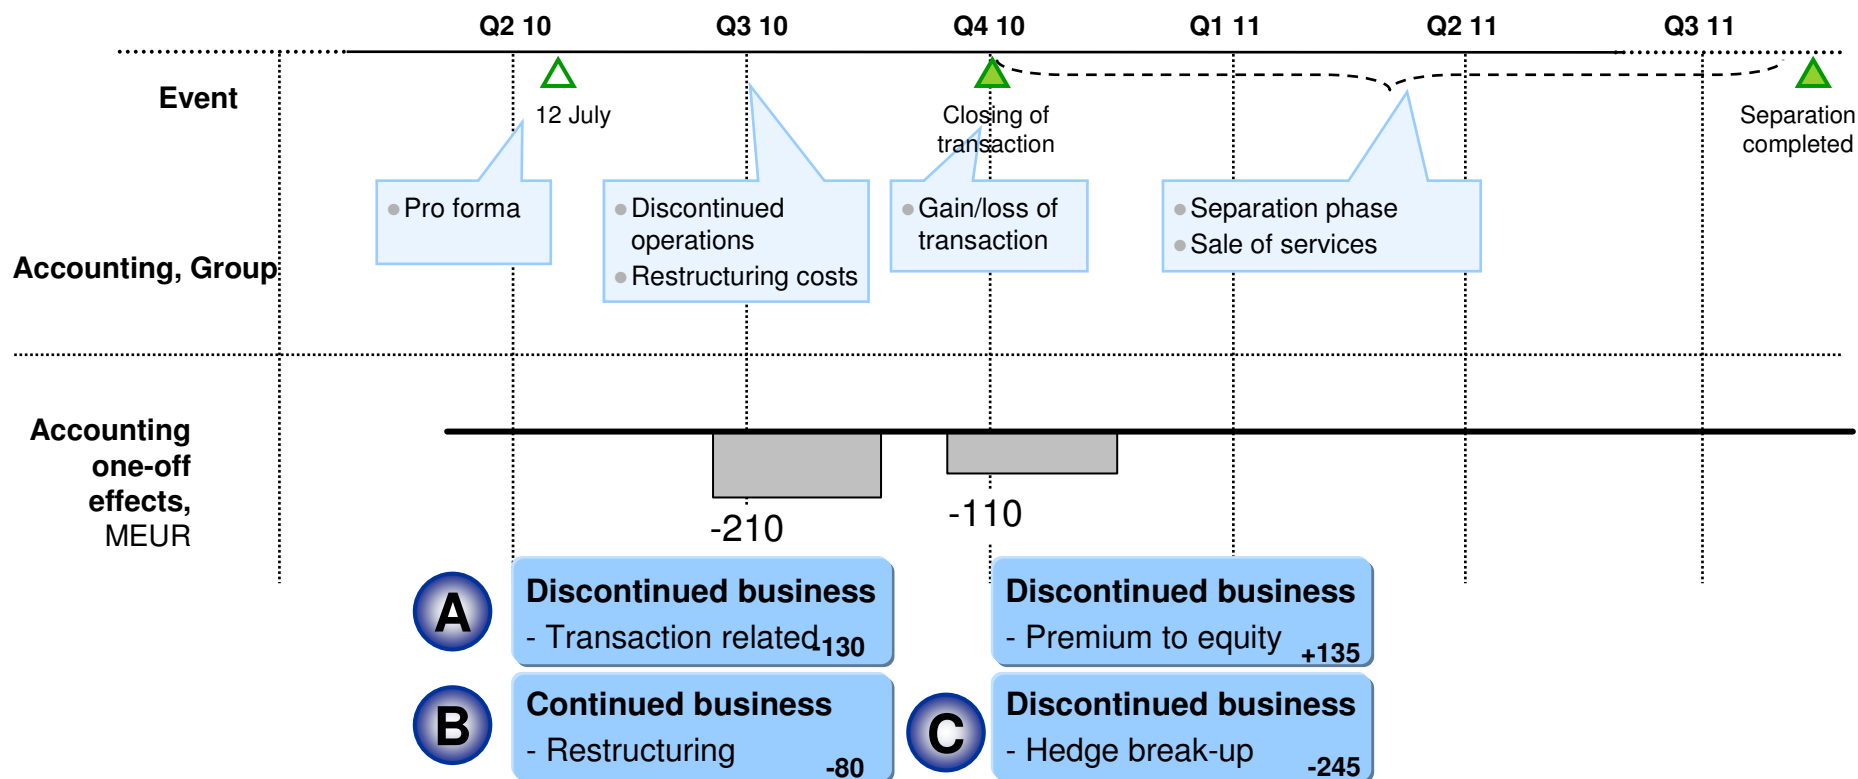 Q2 10 Q3 10 Q4 10 Q1 11 Q2 11 Q3 11
Event
12 July
Closing of
transaction
Separation
completed
Pro forma
Discontinued
operations
Restructuring costs
Gain/loss of
transaction
Separation phase
Sale of services
Accounting, Group
Accounting
one-off
effects,
MEUR
-210
-110
A
Discontinued business
- Transaction related -130
Discontinued business
- Premium to equity +135
B
Continued business
- Restructuring -80
C
Discontinued business
- Hedge break-up -245